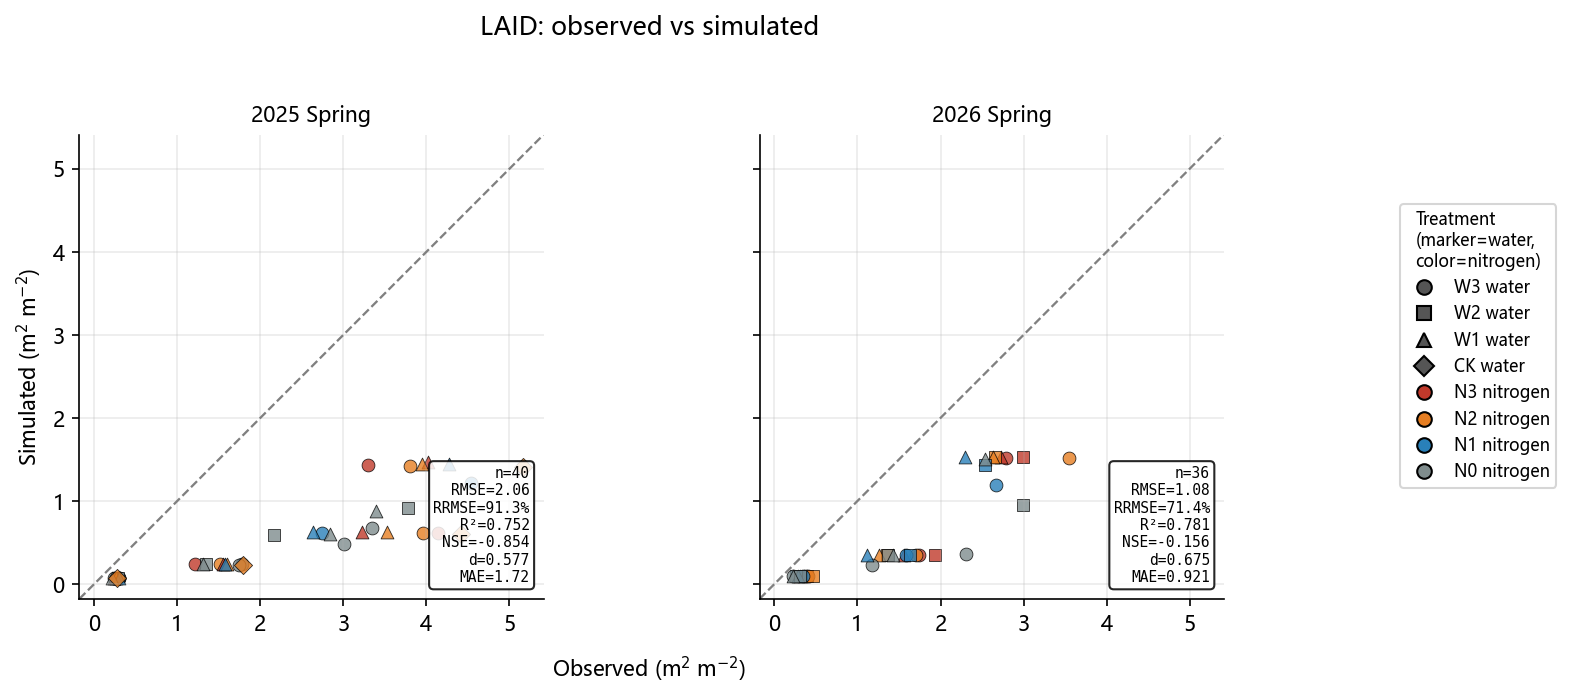 LAID: observed vs simulated
2025 Spring
2026 Spring
Simulated (m² m⁻²)
5
4
3
2
1
0
0 1 2 3 4 5
n=40
RMSE=2.06
RRMSE=91.3%
R²=0.752
NSE=-0.854
d=0.577
MAE=1.72
0 1 2 3 4 5
n=36
RMSE=1.08
RRMSE=71.4%
R²=0.781
NSE=-0.156
d=0.675
MAE=0.921
Observed (m² m⁻²)
Treatment
(marker=water,
color=nitrogen)
W3 water
W2 water
W1 water
CK water
N3 nitrogen
N2 nitrogen
N1 nitrogen
N0 nitrogen